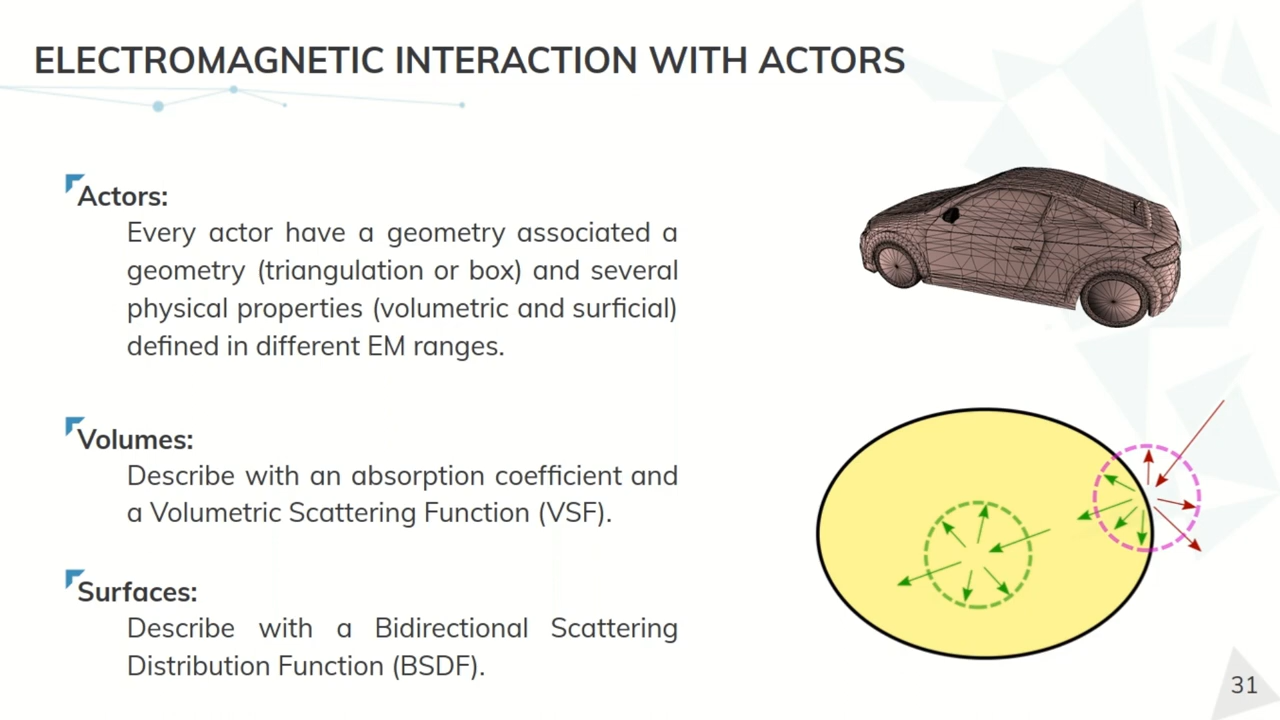 ELECTROMAGNETIC INTERACTION WITH ACTORS
Actors:
Every actor have a geometry associated a
geometry (triangulation or box) and several
physical properties (volumetric and surficial)
defined in different EM ranges.
Volumes:
Describe with an absorption coefficient and
a Volumetric Scattering Function (VSF).
Surfaces:
Describe with a Bidirectional Scattering
Distribution Function (BSDF).
31